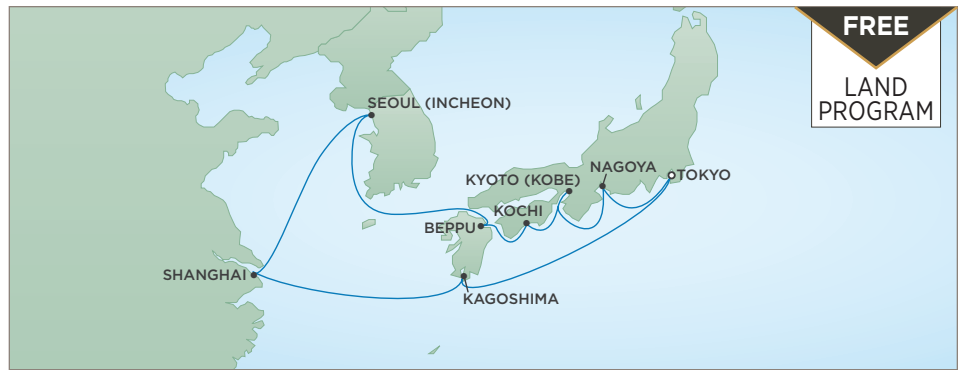 FREE
LAND
PROGRAM
SEOUL (INCHEON)
NAGOYA
TOKYO
KYOTO (KOBE)
KOCHI
BEPPU
SHANGHAI
KAGOSHIMA